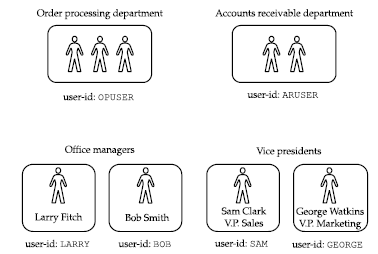 Order processing department
Accounts receivable department
user-id: OPUSER
user-id: ARUSER
Office managers
Vice presidents
Larry Fitch
Bob Smith
Sam Clark
V.P. Sales
George Watkins
V.P. Marketing
user-id: LARRY
user-id: BOB
user-id: SAM
user-id: GEORGE